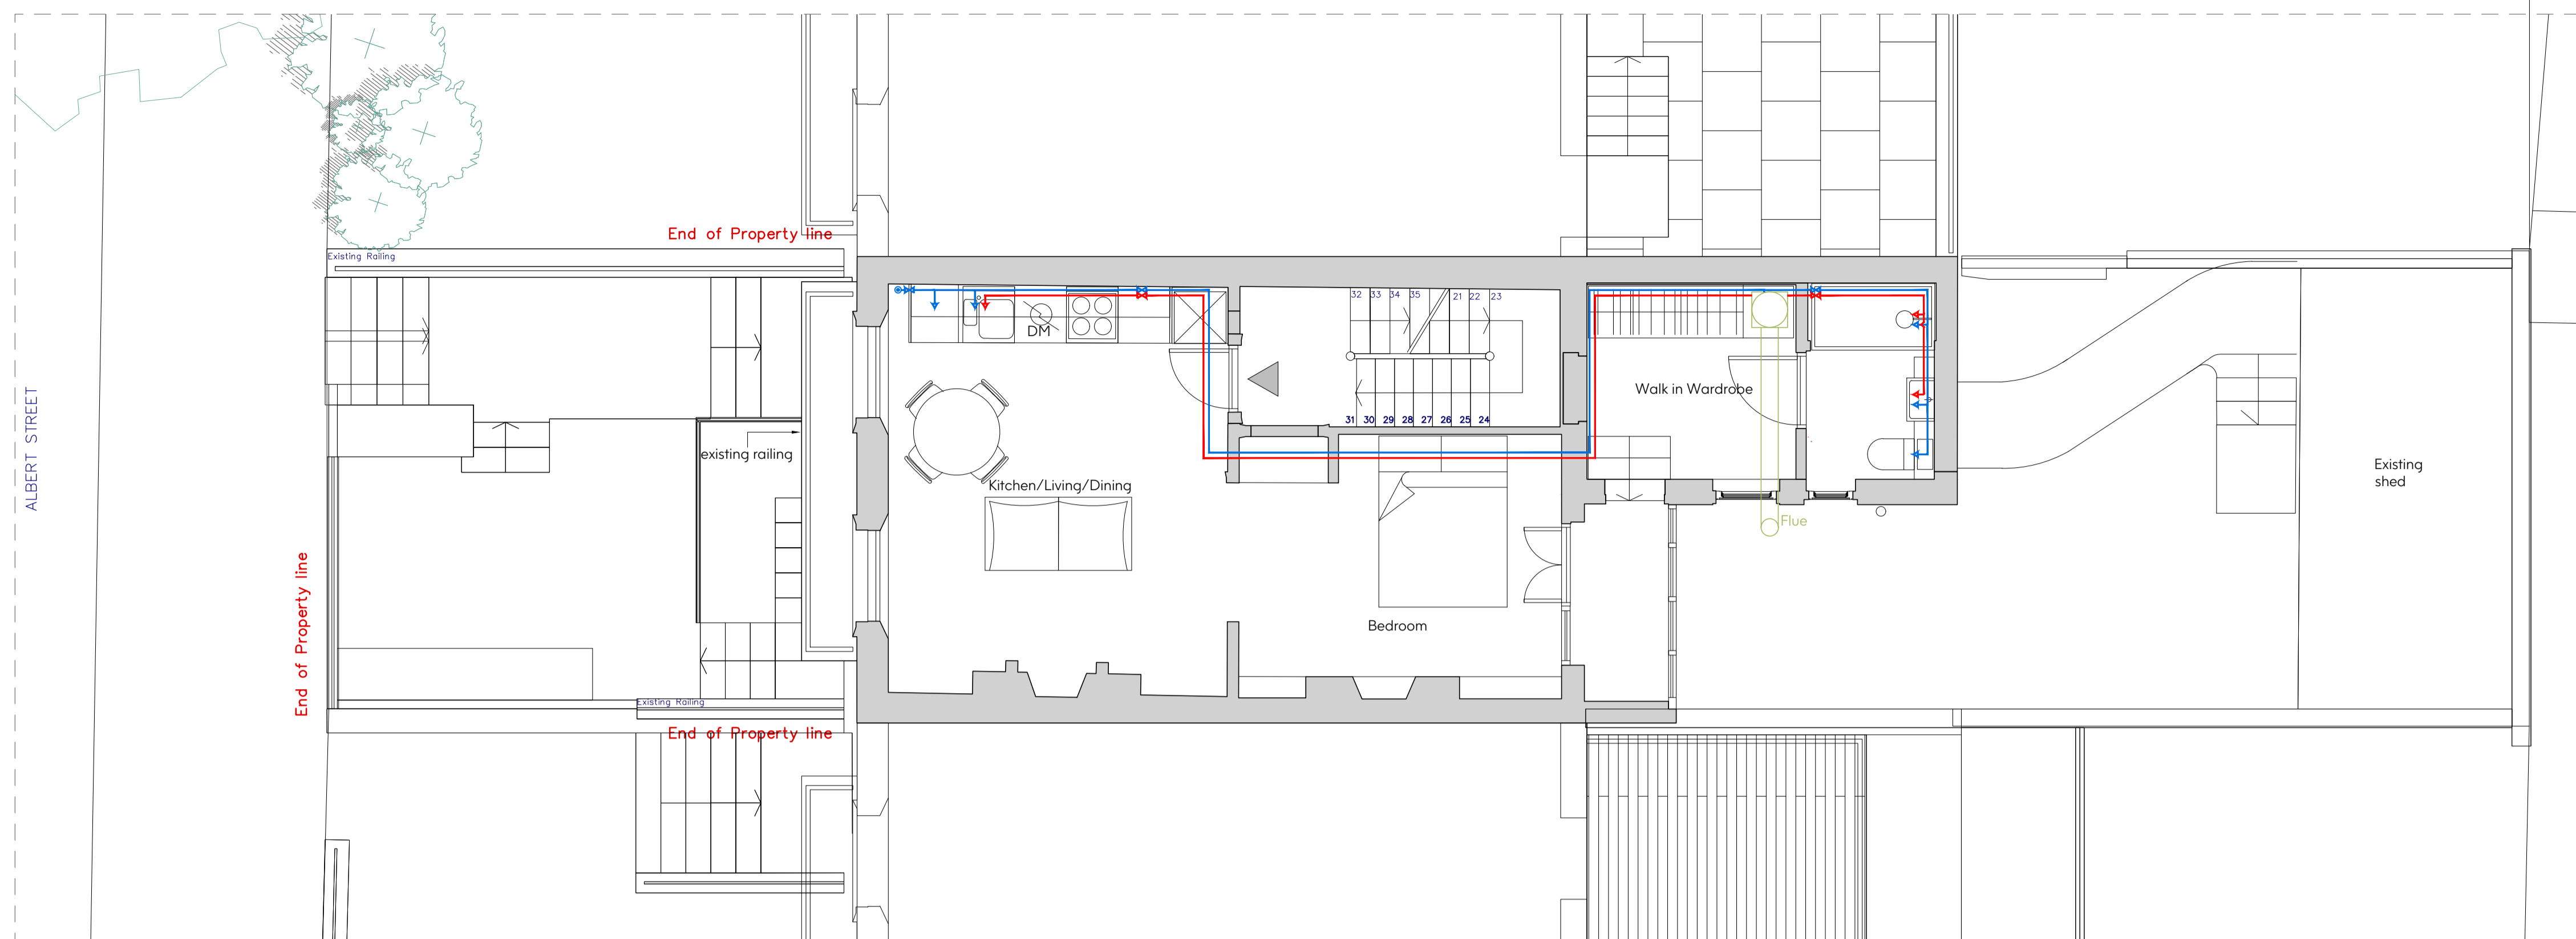 End of Property line
Existing Railing
32 33 34 35 21 22 23
DM
ALBERT STREET
Walk in Wardrobe
31 30 29 28 27 26 25 24
existing railing
Existing
shed
Kitchen/Living/Dining
Flue
End of Property line
Bedroom
Existing Railing
End of Property line